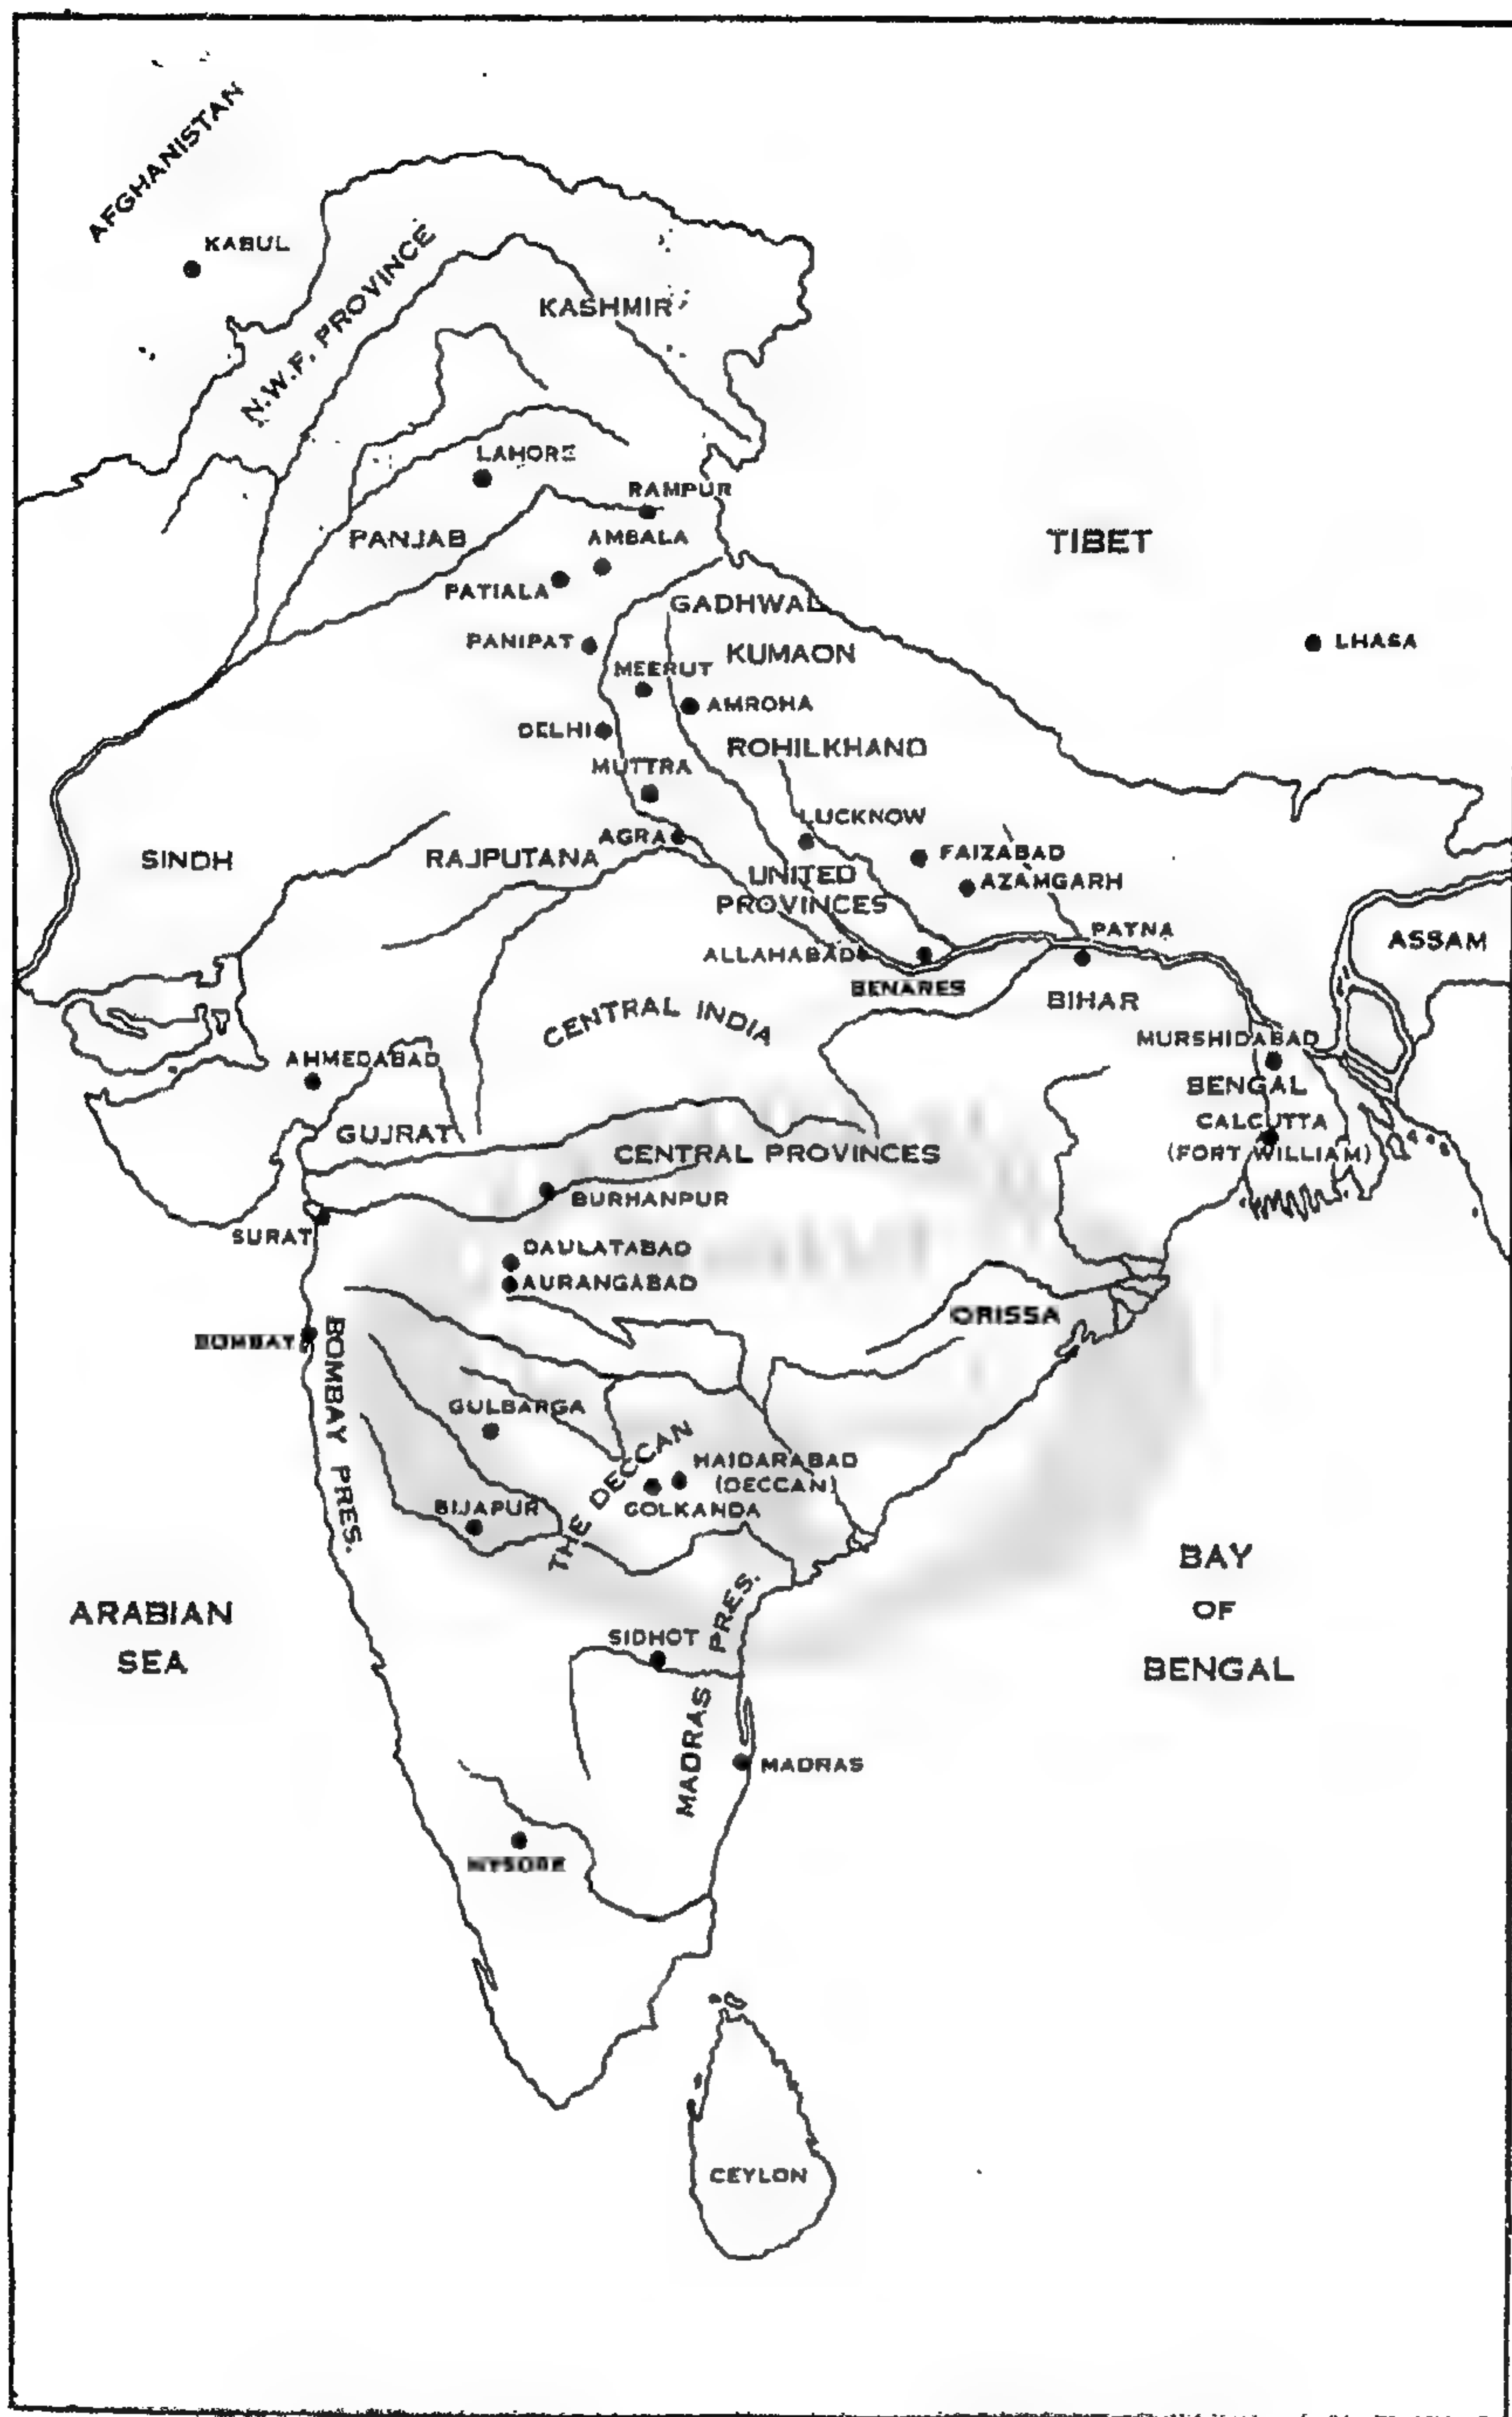 AFGHANISTAN
KABUL
N.W.F. PROVINCE
KASHMIR
LAHORE
RAMPUR
PANJAB
AMBALA
TIBET
PATIALA
GADHWAL
PANIPAT
KUMAON
LHASA
MEERUT
AMROHA
DELHI
ROHILKHAND
MUTTRA
LUCKNOW
AGRA
FAIZABAD
SINDH
RAJPUTANA
UNITED
PROVINCES
AZAMGARH
PATNA
ASSAM
ALLAHABAD
BENARES
BIHAR
CENTRAL INDIA
MURSHIDABAD
AHMEDABAD
BENGAL
GUJRAT
CALCUTTA
(FORT WILLIAM)
CENTRAL PROVINCES
BURHANPUR
SURAT
DAULATABAD
AURANGABAD
ORISSA
BOMBAY
BOMBAY PRES.
GULBARGA
THE DECCAN
HAIDARABAD
(DECCAN)
BIJAPUR
GOLKANDA
BAY
OF
BENGAL
ARABIAN
SEA
SIDHOT
MADRAS PRES.
MADRAS
MYSORE
CEYLON